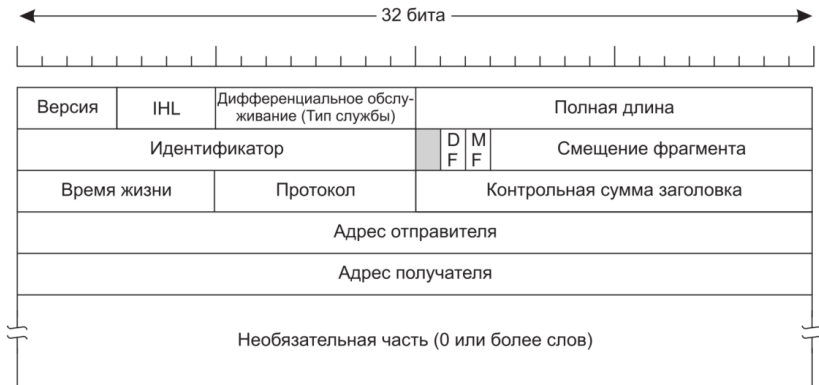 32 бита
Версия IHL Дифференциальное обслу-
живание (Тип службы) Полная длина
Идентификатор D M Смещение фрагмента
F F
Время жизни Протокол Контрольная сумма заголовка
Адрес отправителя
Адрес получателя
Необязательная часть (0 или более слов)